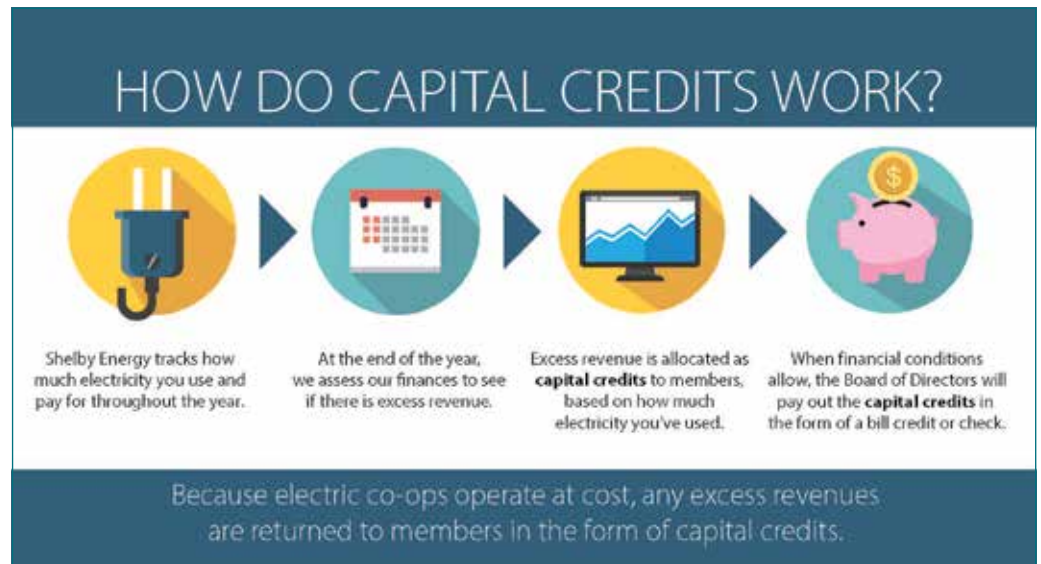 HOW DO CAPITAL CREDITS WORK?
Shelby Energy tracks how
much electricity you use and
pay for throughout the year.
At the end of the year,
we assess our finances to see
if there is excess revenue.
Excess revenue is allocated as
capital credits to members,
based on how much
electricity you've used.
$
When financial conditions
allow, the Board of Directors will
pay out the capital credits in
the form of a bill credit or check.
Because electric co-ops operate at cost, any excess revenues
are returned to members in the form of capital credits.